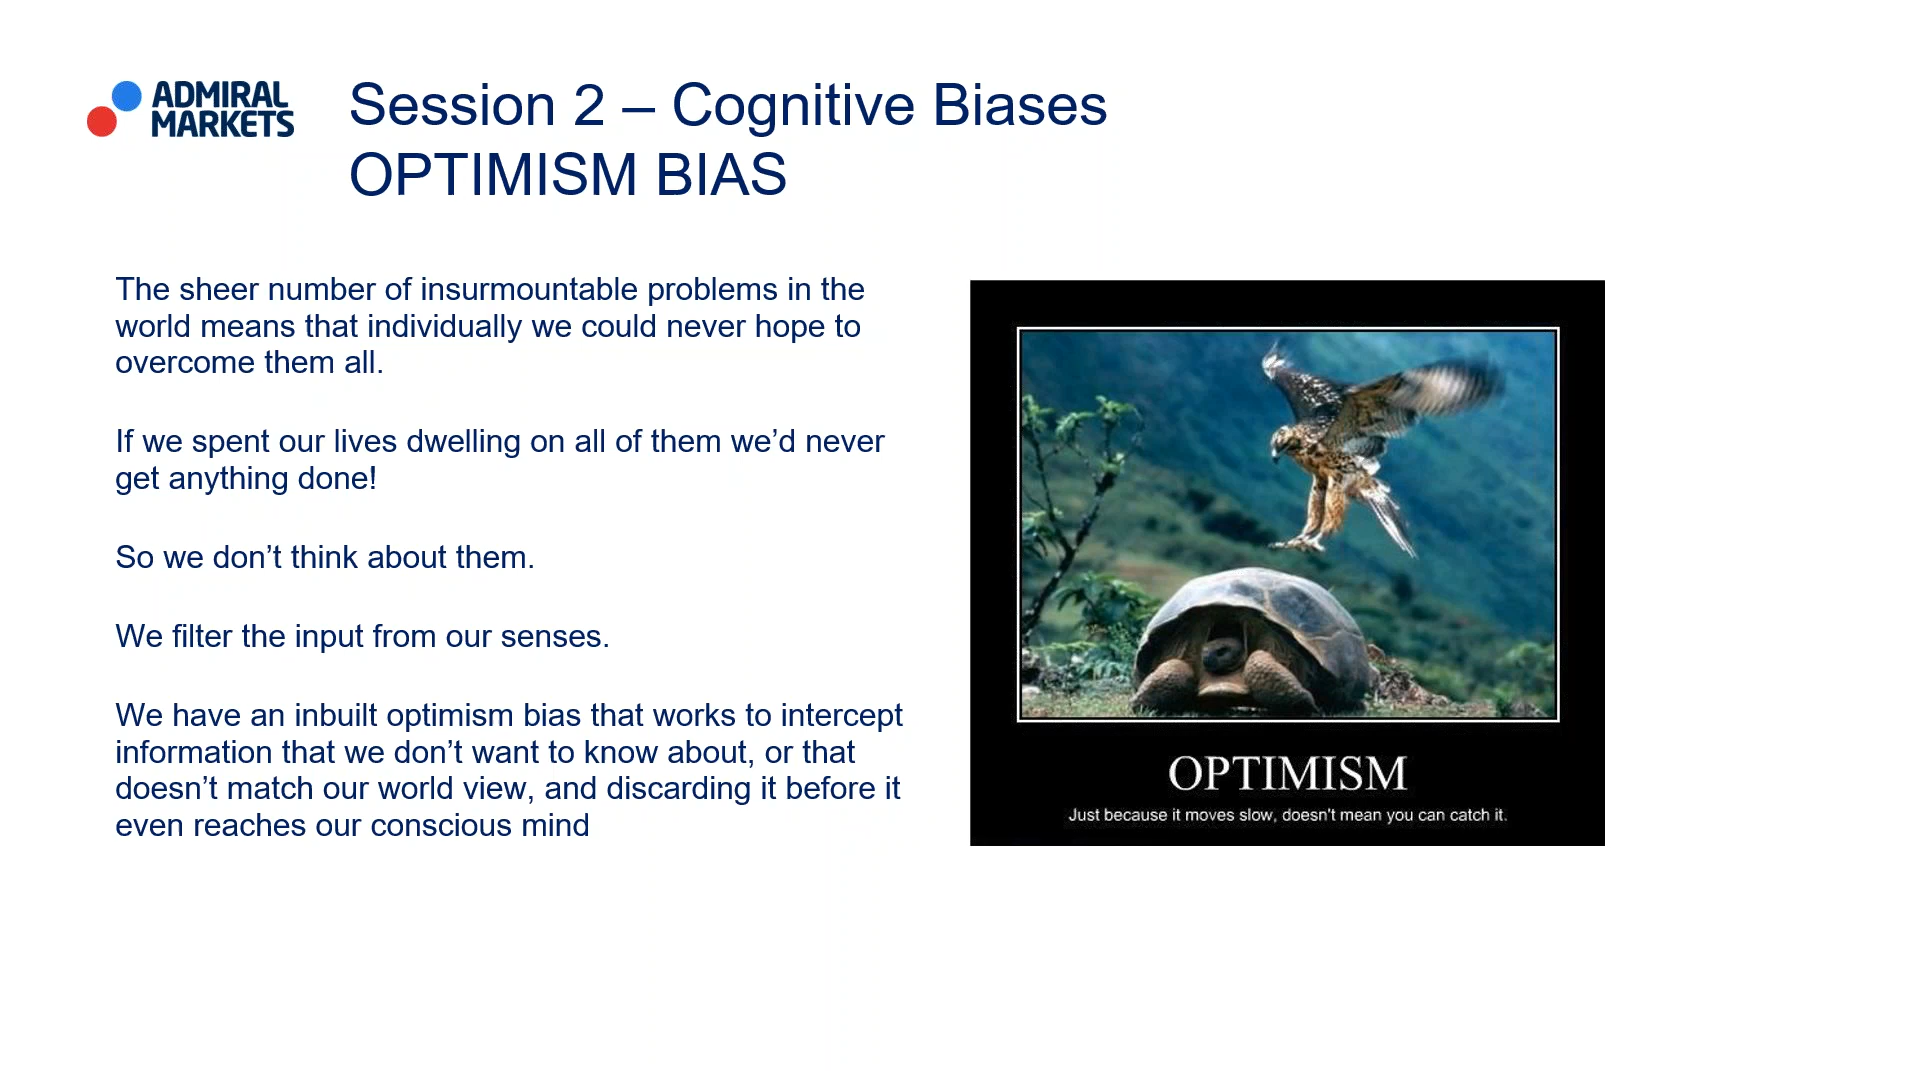 ADMIRAL
MARKETS
Session 2 – Cognitive Biases
OPTIMISM BIAS
The sheer number of insurmountable problems in the
world means that individually we could never hope to
overcome them all.
If we spent our lives dwelling on all of them we’d never
get anything done!
So we don’t think about them.
We filter the input from our senses.
We have an inbuilt optimism bias that works to intercept
information that we don’t want to know about, or that
doesn’t match our world view, and discarding it before it
even reaches our conscious mind
OPTIMISM
Just because it moves slow, doesn't mean you can catch it.